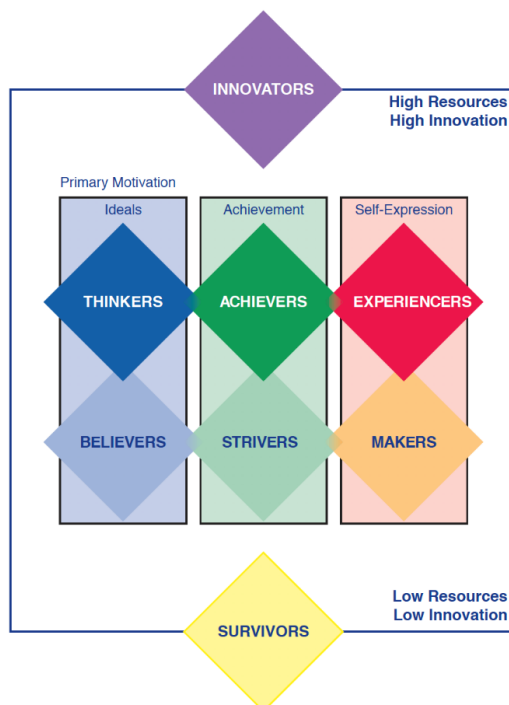 INNOVATORS
High Resources
High Innovation
Primary Motivation
Ideals
Achievement
Self-Expression
THINKERS
ACHIEVERS
EXPERIENCERS
BELIEVERS
STRIVERS
MAKERS
Low Resources
Low Innovation
SURVIVORS